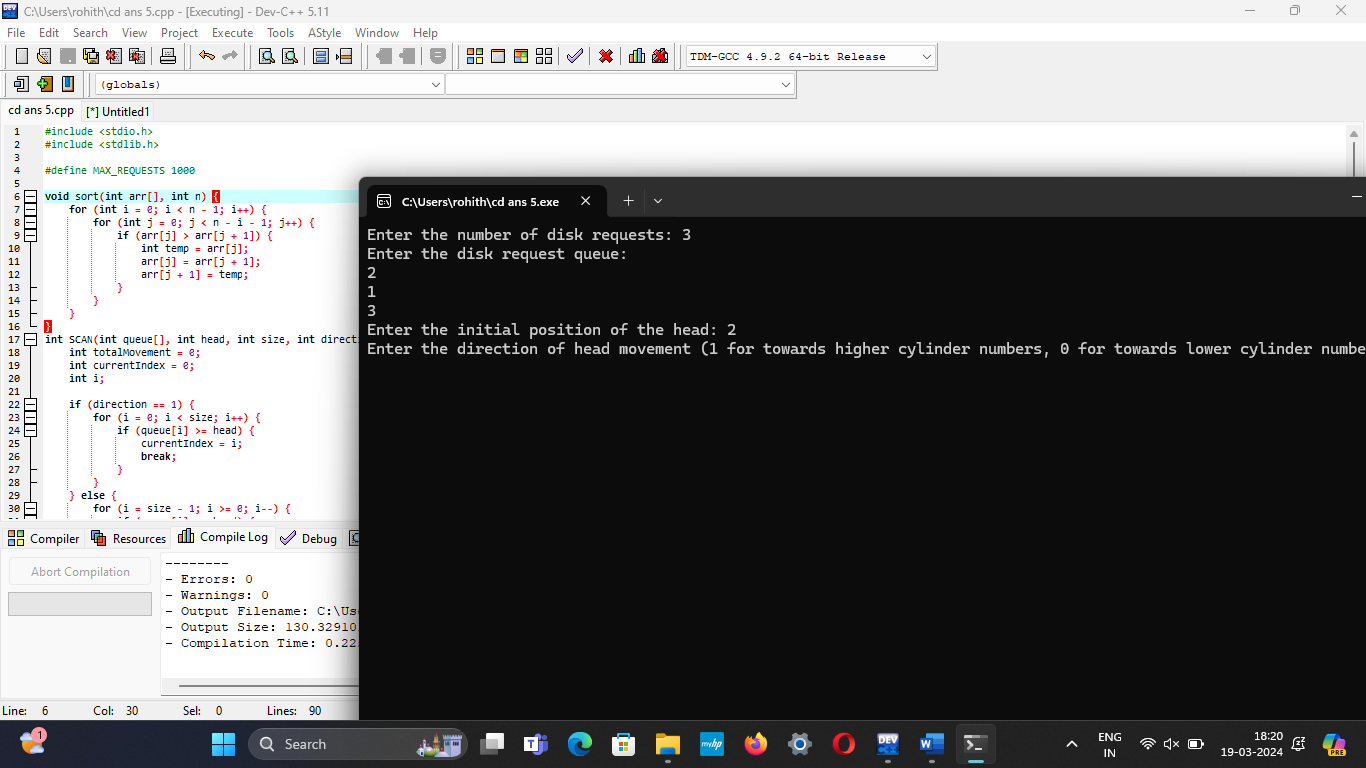 C:\Users\rohith\cd ans 5.cpp - [Executing] - Dev-C++ 5.11
File Edit Search View Project Execute Tools AStyle Window Help
TDM-GCC 4.9.2 64-bit Release
(globals)
cd ans 5.cpp [*] Untitled1
1 #include <stdio.h>
2 #include <stdlib.h>
3
4 #define MAX_REQUESTS 1000
5
6 void sort(int arr[], int n) {
7 for (int i = 0; i < n - 1; i++) {
8 for (int j = 0; j < n - i - 1; j++) {
9 if (arr[j] > arr[j + 1]) {
10 int temp = arr[j];
11 arr[j] = arr[j + 1];
12 arr[j + 1] = temp;
13 }
14 }
15 }
16 }
17 int SCAN(int queue[], int head, int size, int direct
18 int totalMovement = 0;
19 int currentIndex = 0;
20 int i;
21
22 if (direction == 1) {
23 for (i = 0; i < size; i++) {
24 if (queue[i] >= head) {
25 currentIndex = i;
26 break;
27 }
28 }
29 } else {
30 for (i = size - 1; i >= 0; i--) {
C:\Users\rohith\cd ans 5.exe
Enter the number of disk requests: 3
Enter the disk request queue:
2
1
3
Enter the initial position of the head: 2
Enter the direction of head movement (1 for towards higher cylinder numbers, 0 for towards lower cylinder numbe
Compiler Resources Compile Log Debug
Abort Compilation
--------
- Errors: 0
- Warnings: 0
- Output Filename: C:\Us
- Output Size: 130.32910
- Compilation Time: 0.22
Line: 6 Col: 30 Sel: 0 Lines: 90
1
Search
myhp
DEV
ENG
IN
18:20
19-03-2024
PRE